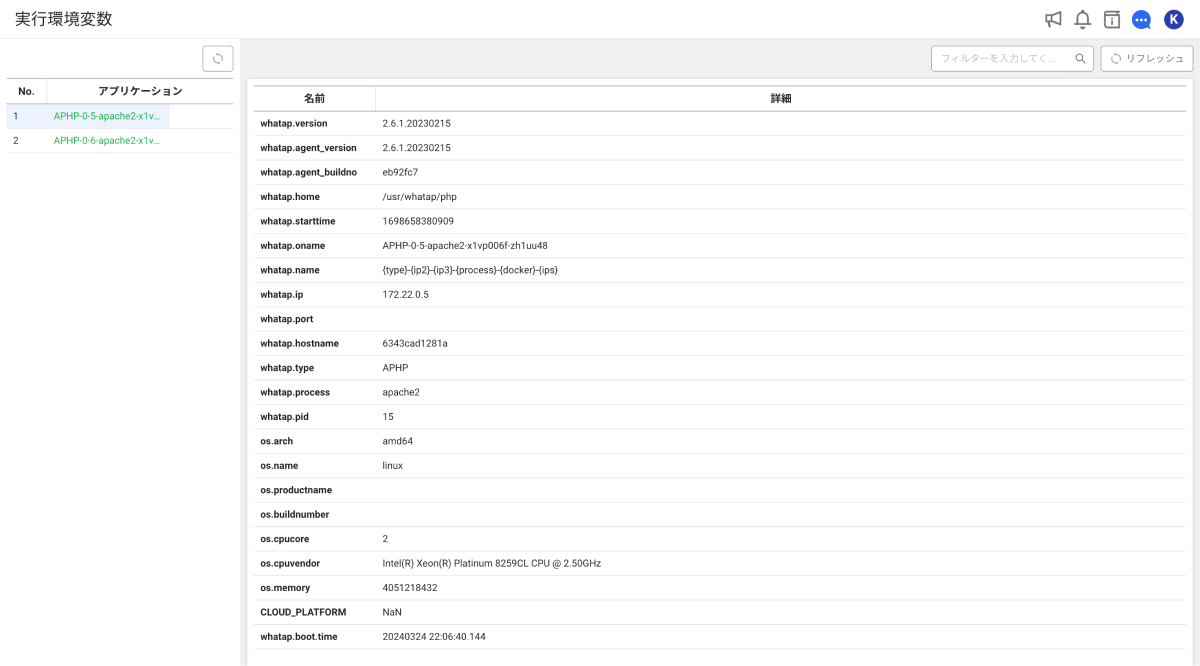 実行環境変数
K
フィルターを入力してく...
リフレッシュ
No. アプリケーション
1 APHP-0-5-apache2-x1v...
2 APHP-0-6-apache2-x1v...
名前 詳細
whatap.version 2.6.1.20230215
whatap.agent_version 2.6.1.20230215
whatap.agent_buildno eb92fc7
whatap.home /usr/whatap/php
whatap.starttime 1698658380909
whatap.oname APHP-0-5-apache2-x1vp006f-zh1uu48
whatap.name {type}-{ip2}-{ip3}-{process}-{docker}-{ips}
whatap.ip 172.22.0.5
whatap.port
whatap.hostname 6343cad1281a
whatap.type APHP
whatap.process apache2
whatap.pid 15
os.arch amd64
os.name linux
os.productname
os.buildnumber
os.cpucore 2
os.cpuvendor Intel(R) Xeon(R) Platinum 8259CL CPU @ 2.50GHz
os.memory 4051218432
CLOUD_PLATFORM NaN
whatap.boot.time 20240324 22:06:40.144